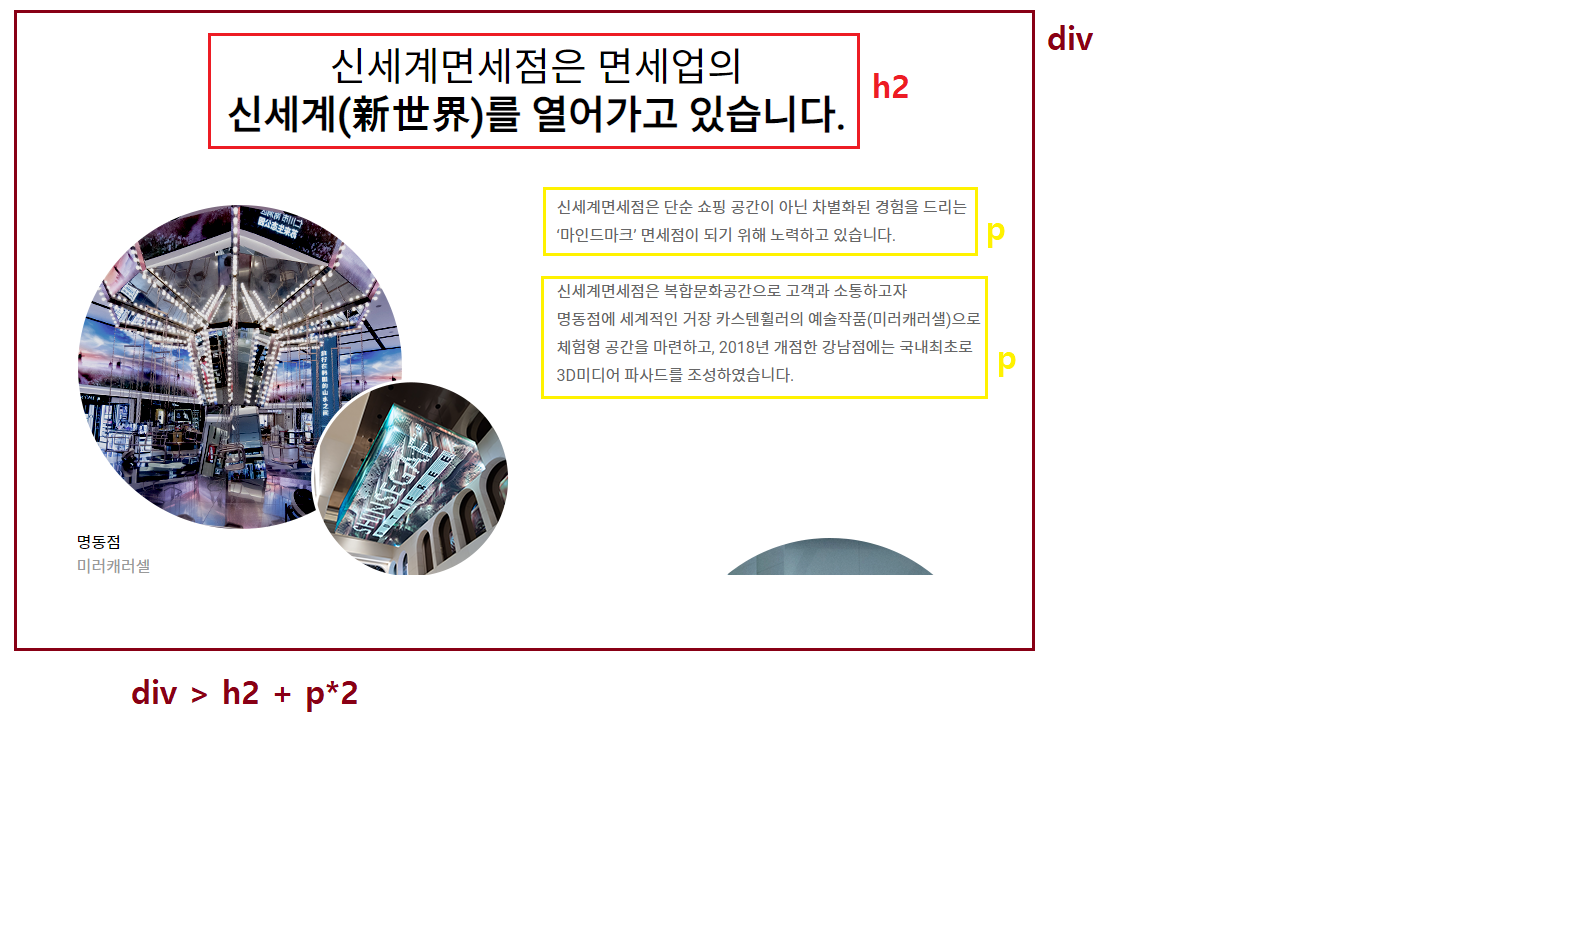 div
신세계면세점은 면세업의
신세계(新世界)를 열어가고 있습니다.
h2
신세계면세점은 단순 쇼핑 공간이 아닌 차별화된 경험을 드리는
‘마인드마크’ 면세점이 되기 위해 노력하고 있습니다.
p
신세계면세점은 복합문화공간으로 고객과 소통하고자
명동점에 세계적인 거장 카스텐횔러의 예술작품(미러캐러샐)으로
체험형 공간을 마련하고, 2018년 개점한 강남점에는 국내최초로
3D미디어 파사드를 조성하였습니다.
p
SHINSEGAE
DUTY FREE
명동점
미러캐러셀
div > h2 + p*2